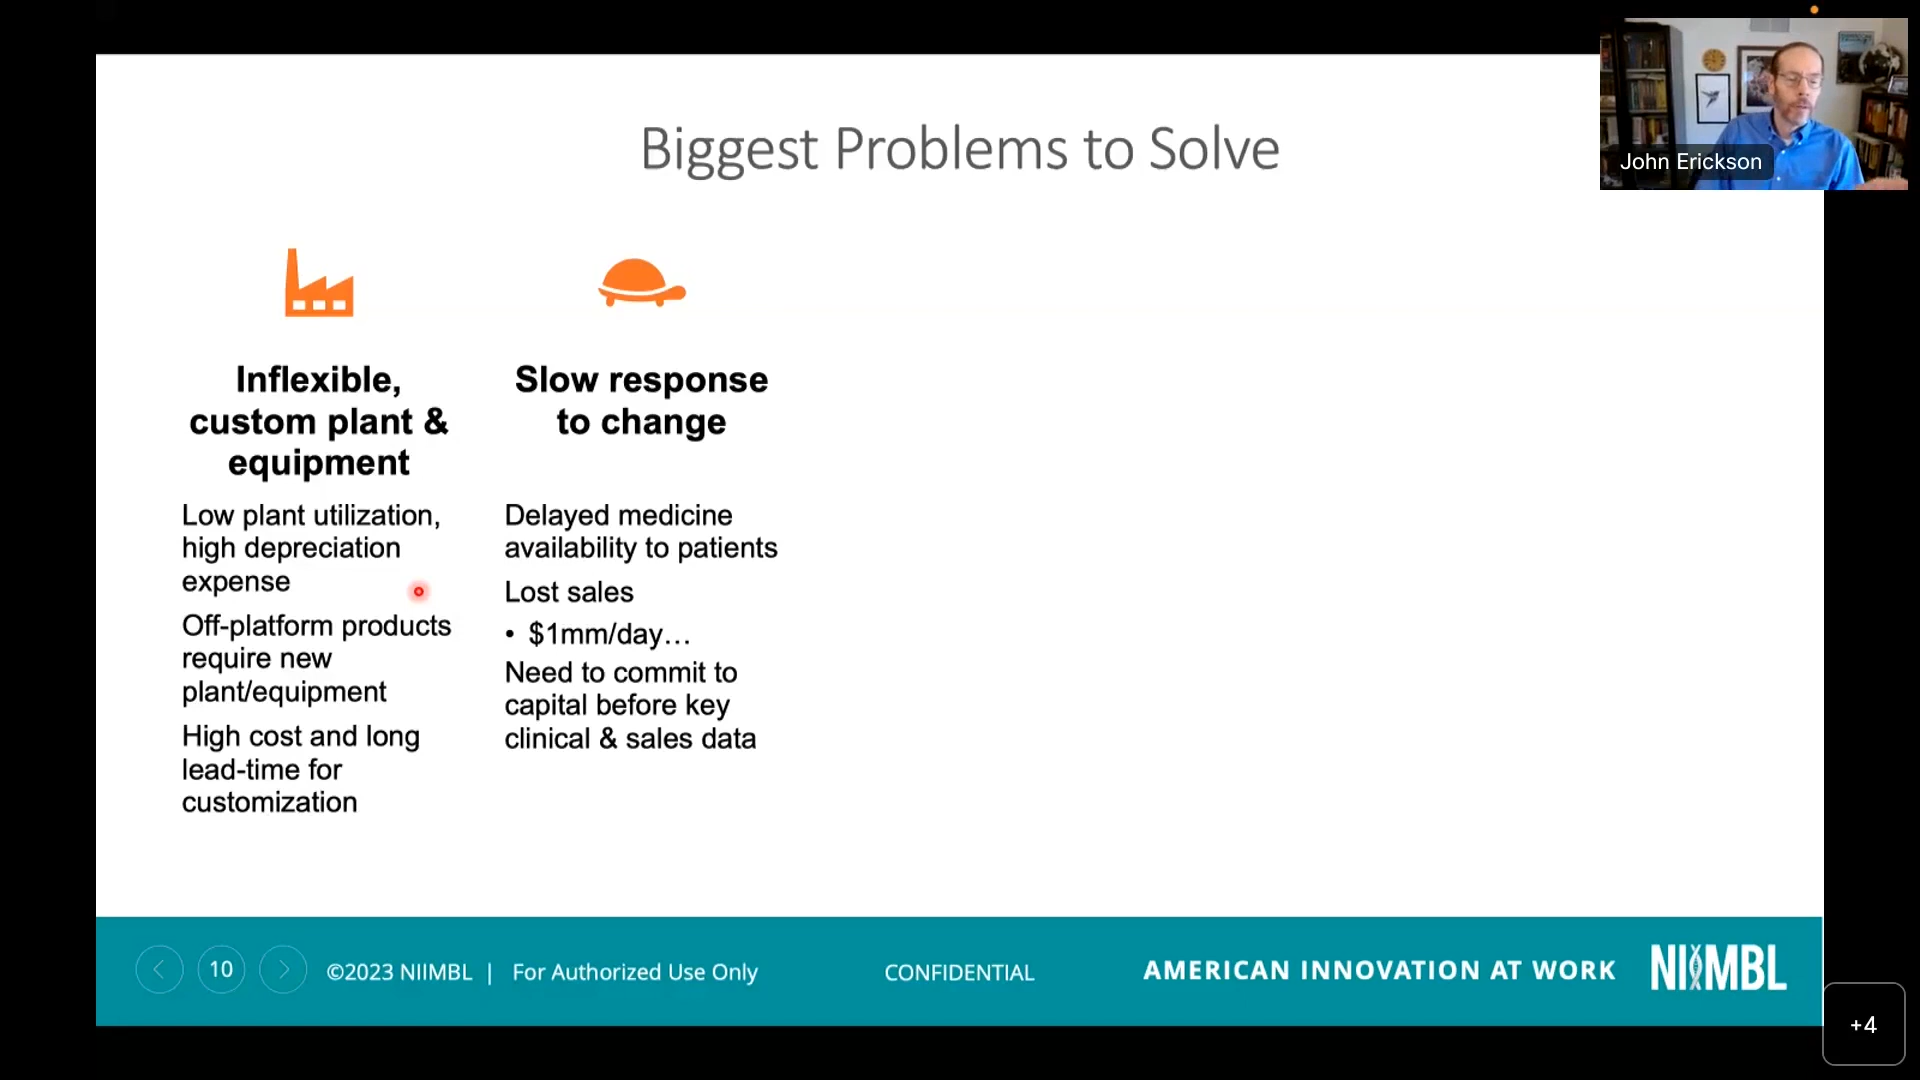 Biggest Problems to Solve
John Erickson
Inflexible,
custom plant &
equipment
Low plant utilization,
high depreciation
expense
Off-platform products
require new
plant/equipment
High cost and long
lead-time for
customization
Slow response
to change
Delayed medicine
availability to patients
Lost sales
• $1mm/day…
Need to commit to
capital before key
clinical & sales data
10
©2023 NIIMBL | For Authorized Use Only
CONFIDENTIAL
AMERICAN INNOVATION AT WORK
NIIMBL
+4